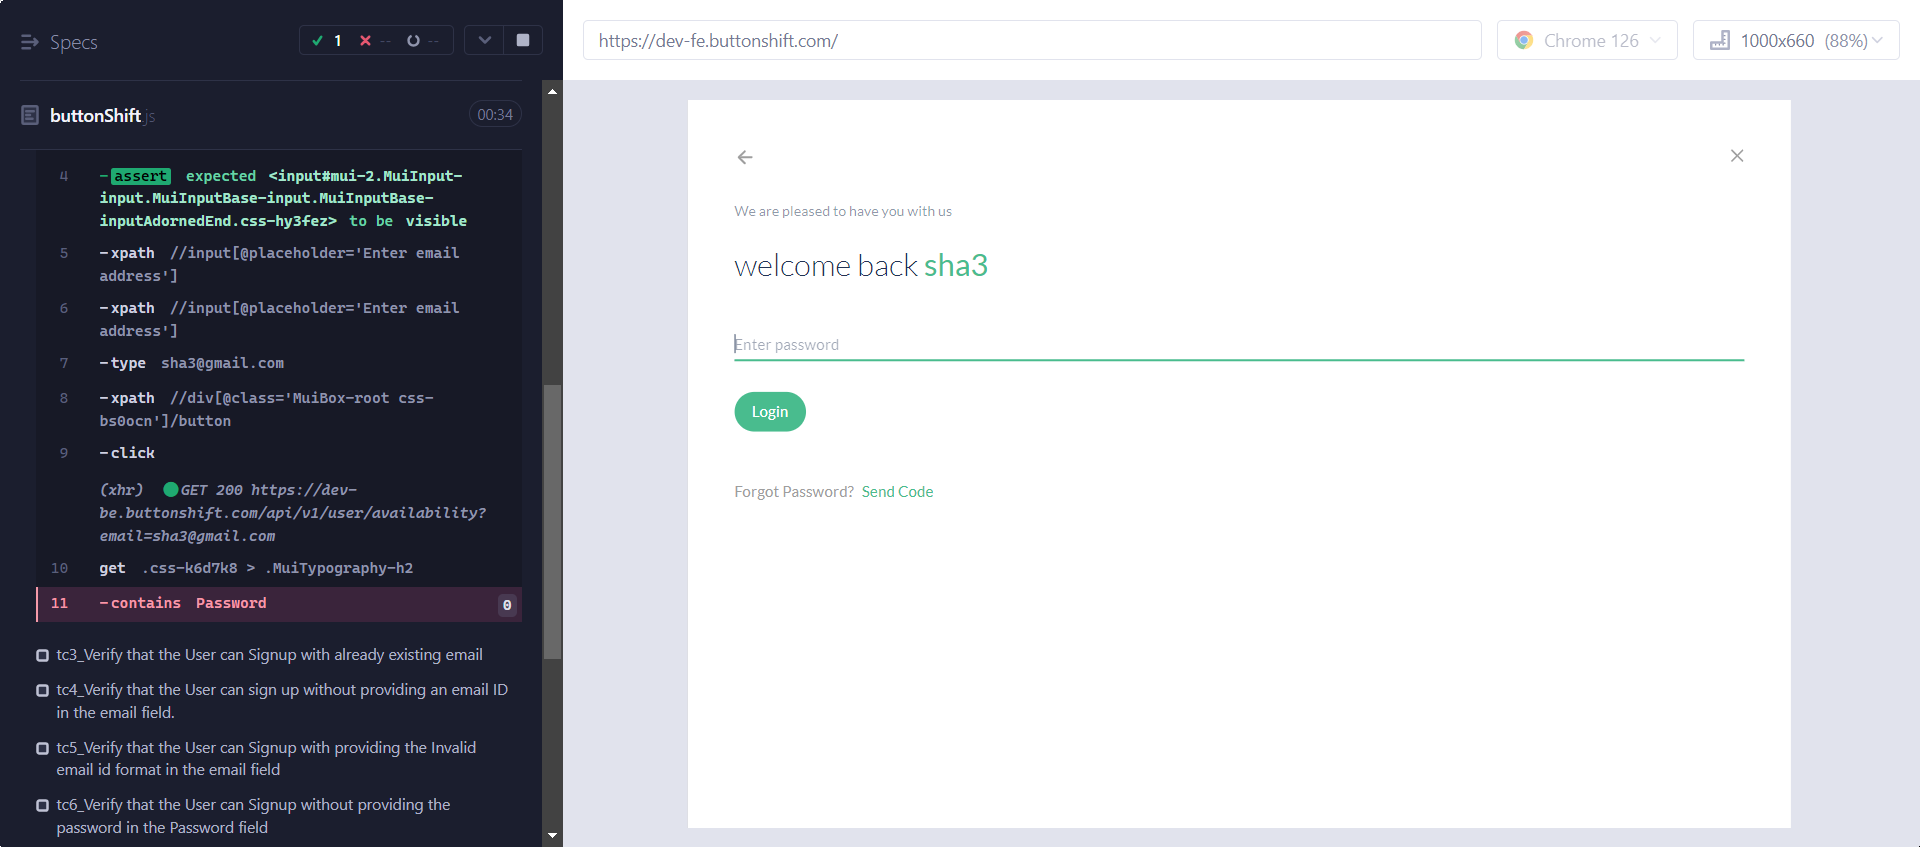 Specs
1 -- --
buttonShift.js
00:34
4 -assert expected <input#mui-2.MuiInput-
input.MuiInputBase-input.MuiInputBase-
inputAdornedEnd.css-hy3fez> to be visible
5 -xpath //input[@placeholder='Enter email
address']
6 -xpath //input[@placeholder='Enter email
address']
7 -type sha3@gmail.com
8 -xpath //div[@class='MuiBox-root css-
bs0ocn']/button
9 -click
(xhr) GET 200 https://dev-
be.buttonshift.com/api/v1/user/availability?
email=sha3@gmail.com
10 get .css-k6d7k8 > .MuiTypography-h2
11 -contains Password 0
tc3_Verify that the User can Signup with already existing email
tc4_Verify that the User can sign up without providing an email ID
in the email field.
tc5_Verify that the User can Signup with providing the Invalid
email id format in the email field
tc6_Verify that the User can Signup without providing the
password in the Password field
https://dev-fe.buttonshift.com/
Chrome 126
1000x660 (88%)
We are pleased to have you with us
welcome back sha3
Enter password
Login
Forgot Password? Send Code